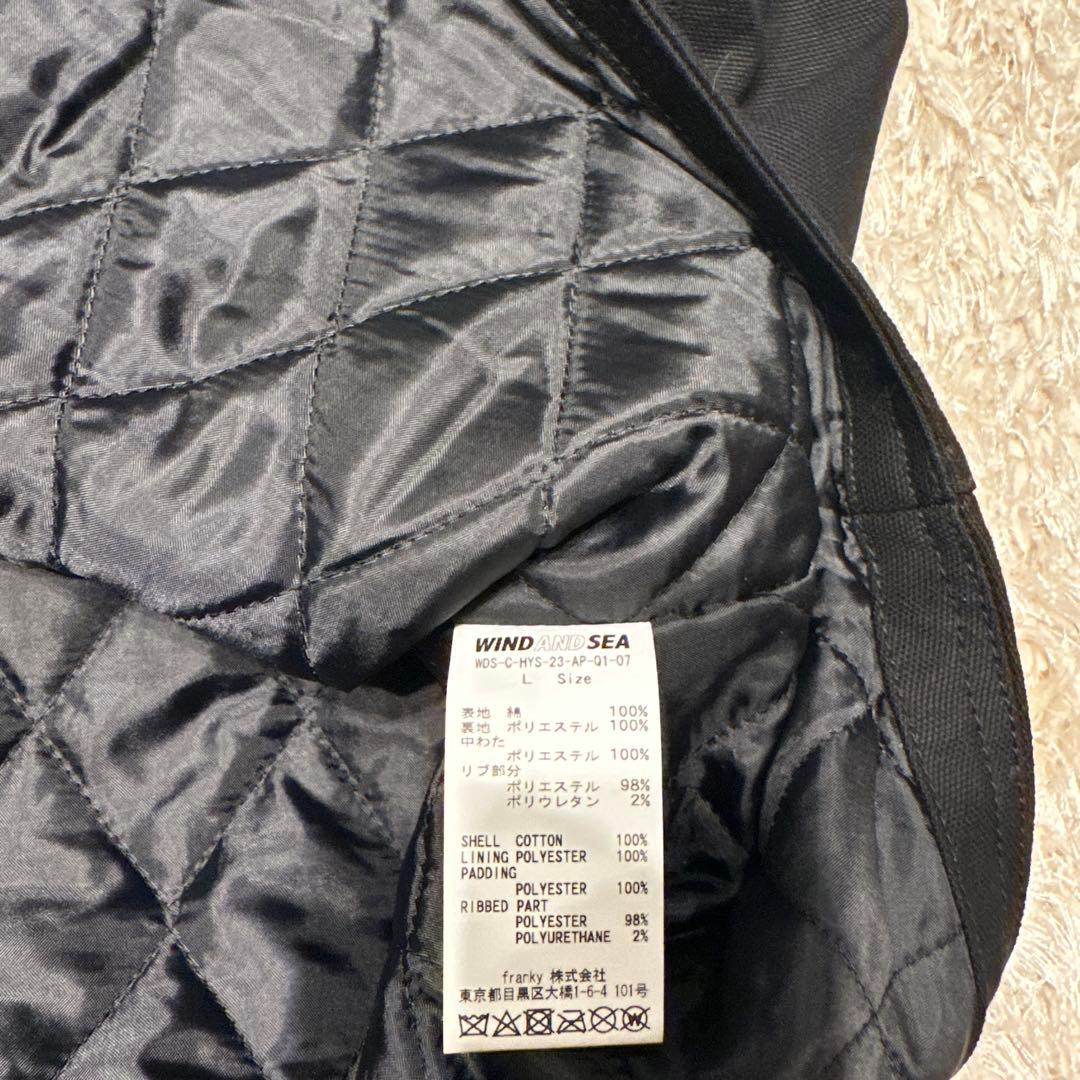 WIND AND SEA
WDS-C-HYS-23-AP-Q1-07
L Size
表地 綿 100%
裏地 ポリエステル 100%
中わた
ポリエステル 100%
リブ部分
ポリエステル 98%
ポリウレタン 2%
SHELL COTTON 100%
LINING POLYESTER 100%
PADDING
POLYESTER 100%
RIBBED PART
POLYESTER 98%
POLYURETHANE 2%
franky 株式会社
東京都目黒区大橋1-6-4 101号